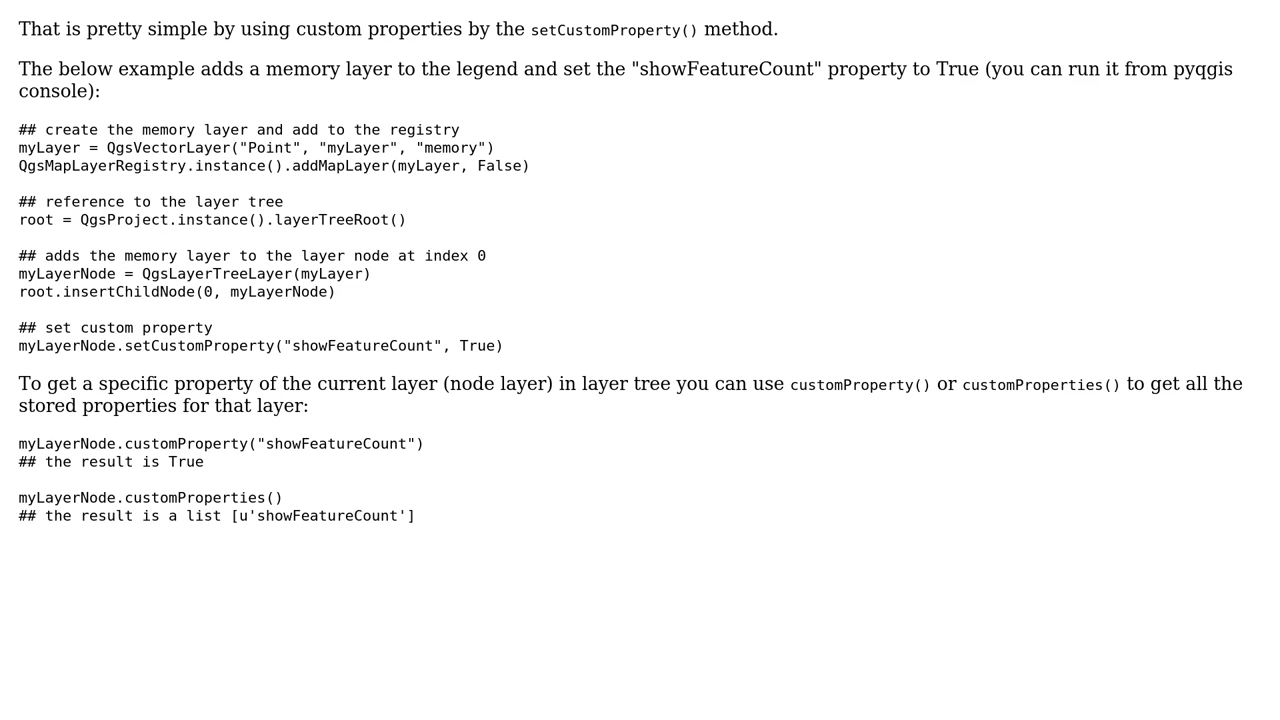 That is pretty simple by using custom properties by the setCustomProperty() method.
The below example adds a memory layer to the legend and set the "showFeatureCount" property to True (you can run it from pyqgis
console):
## create the memory layer and add to the registry
myLayer = QgsVectorLayer("Point", "myLayer", "memory")
QgsMapLayerRegistry.instance().addMapLayer(myLayer, False)
## reference to the layer tree
root = QgsProject.instance().layerTreeRoot()
## adds the memory layer to the layer node at index 0
myLayerNode = QgsLayerTreeLayer(myLayer)
root.insertChildNode(0, myLayerNode)
## set custom property
myLayerNode.setCustomProperty("showFeatureCount", True)
To get a specific property of the current layer (node layer) in layer tree you can use customProperty() or customProperties() to get all the
stored properties for that layer:
myLayerNode.customProperty("showFeatureCount")
## the result is True
myLayerNode.customProperties()
## the result is a list [u'showFeatureCount']